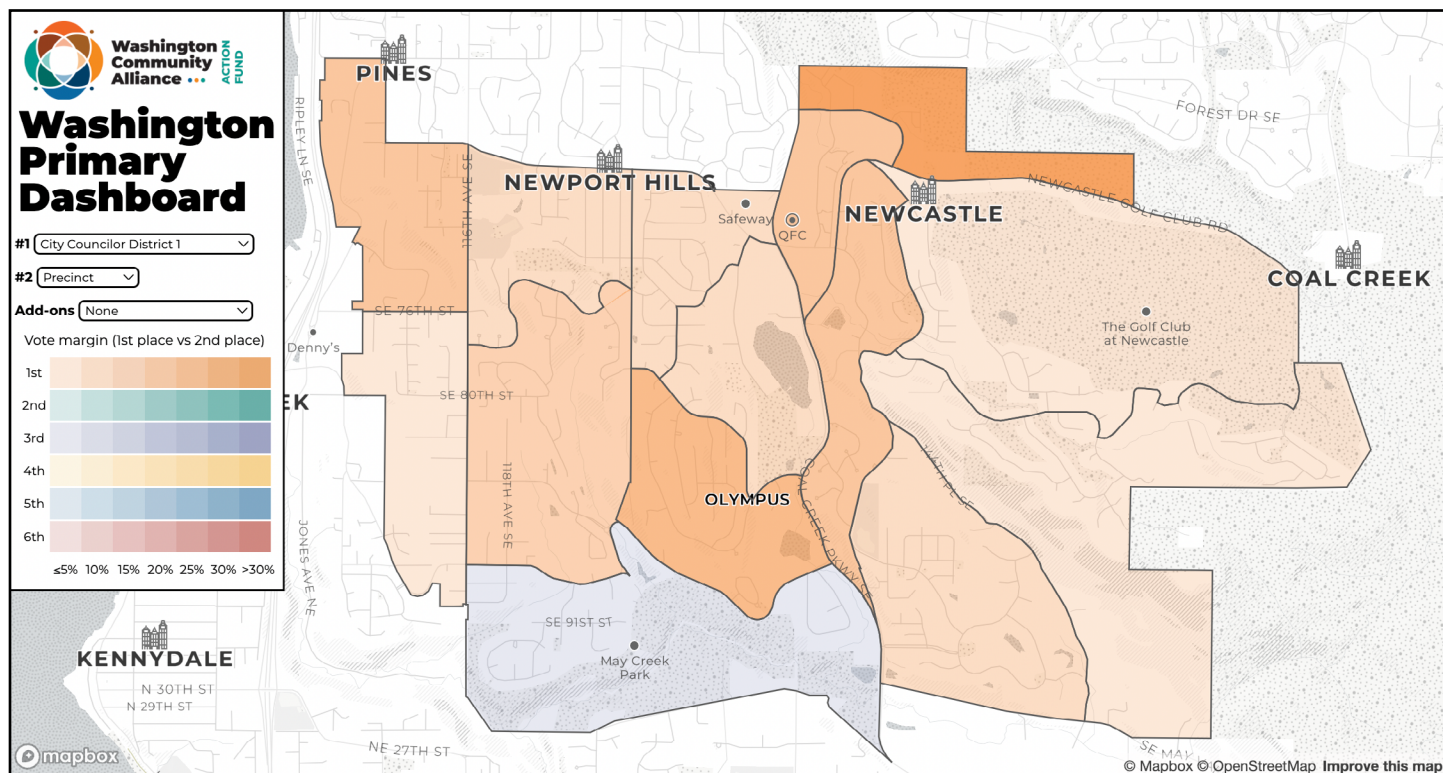 Washington
Community
Alliance
ACTION
FUND
Washington
Primary
Dashboard
#1 City Councilor District 1
#2 Precinct
Add-ons None
Vote margin (1st place vs 2nd place)
1st
2nd
3rd
4th
5th
6th
≤5% 10% 15% 20% 25% 30% >30%
PINES
RIPLEY LN SE
FOREST DR SE
116TH AVE SE
NEWPORT HILLS
Safeway
QFC
NEWCASTLE
NEWCASTLE GOLF CLUB RD
COAL CREEK
SE 76TH ST
The Golf Club
at Newcastle
Denny's
EK
SE 80TH ST
118TH AVE SE
144TH PL SE
OLYMPUS
COAL CREEK PKWY SE
JONES AVE NE
SE 91ST ST
May Creek
Park
KENNYDALE
N 30TH ST
N 29TH ST
NE 27TH ST
SE MAY
mapbox
© Mapbox © OpenStreetMap Improve this map